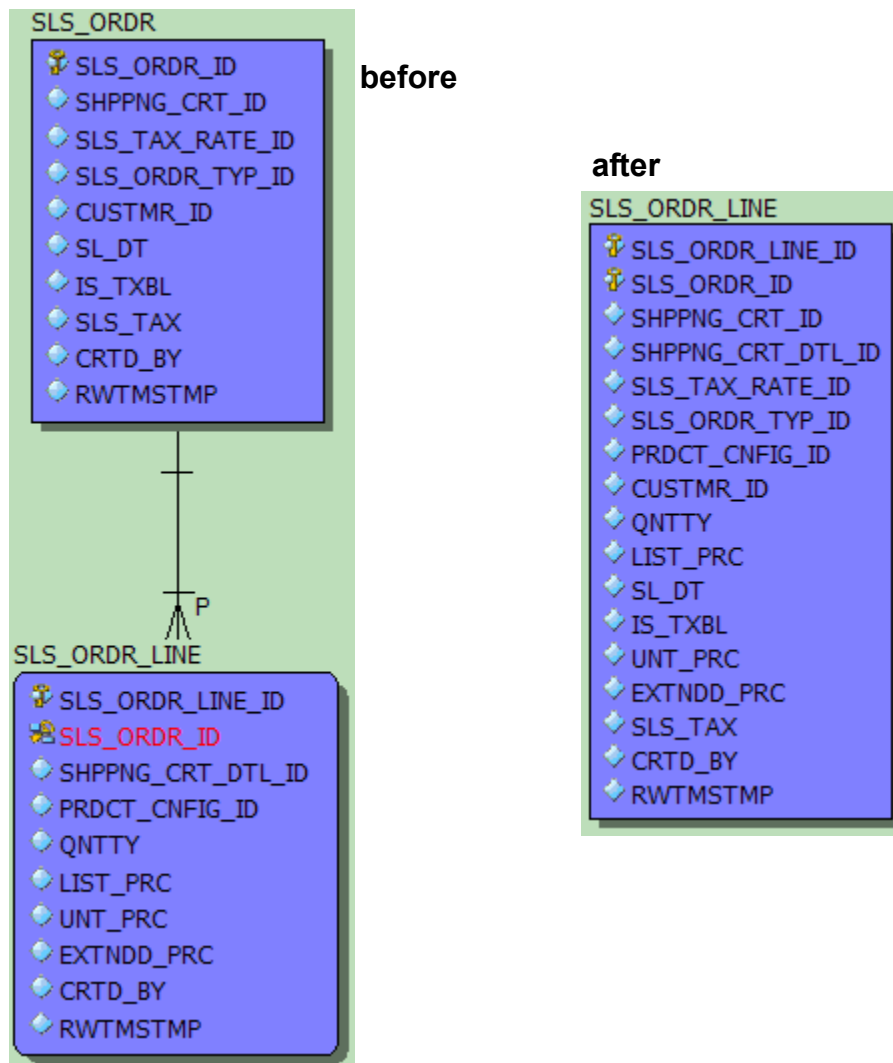 SLS_ORDR
SLS_ORDR_ID
SHPPNG_CRT_ID
SLS_TAX_RATE_ID
SLS_ORDR_TYP_ID
CUSTMR_ID
SL_DT
IS_TXBL
SLS_TAX
CRTD_BY
RWTMSTMP
before
P
SLS_ORDR_LINE
SLS_ORDR_LINE_ID
SLS_ORDR_ID
SHPPNG_CRT_DTL_ID
PRDCT_CNFIG_ID
QNTTY
LIST_PRC
UNT_PRC
EXTNDD_PRC
CRTD_BY
RWTMSTMP
after
SLS_ORDR_LINE
SLS_ORDR_LINE_ID
SLS_ORDR_ID
SHPPNG_CRT_ID
SHPPNG_CRT_DTL_ID
SLS_TAX_RATE_ID
SLS_ORDR_TYP_ID
PRDCT_CNFIG_ID
CUSTMR_ID
QNTTY
LIST_PRC
SL_DT
IS_TXBL
UNT_PRC
EXTNDD_PRC
SLS_TAX
CRTD_BY
RWTMSTMP